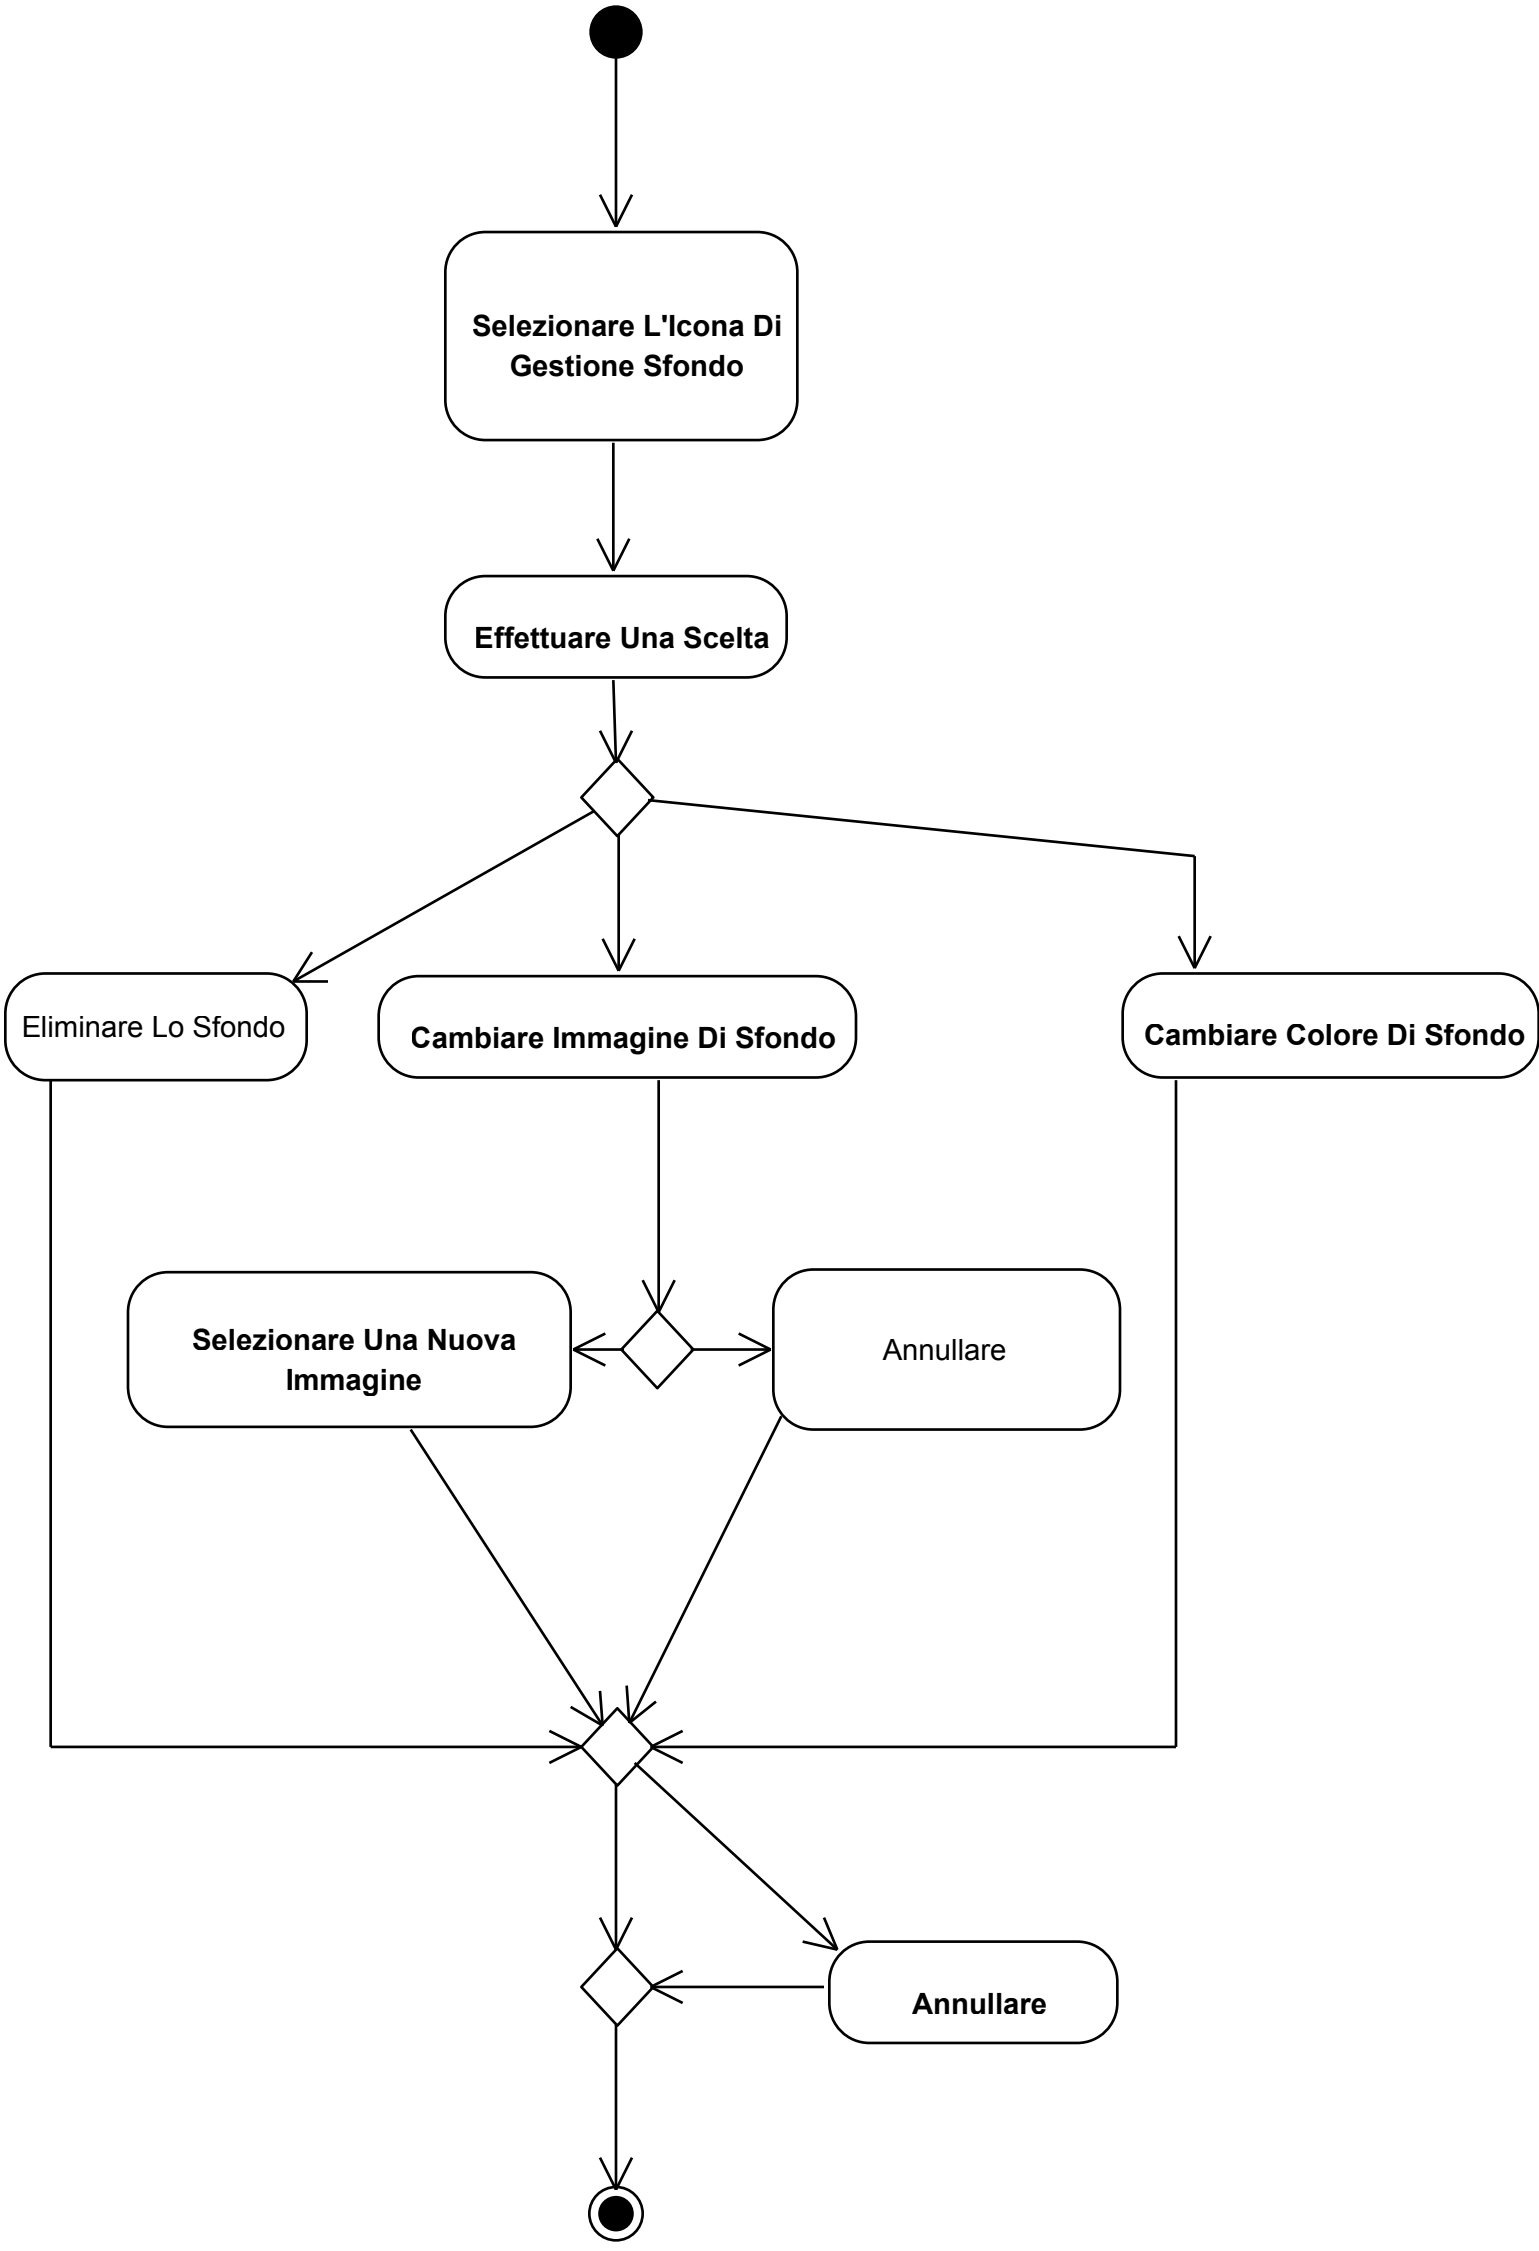 Selezionare L'Icona Di
Gestione Sfondo
Effettuare Una Scelta
Eliminare Lo Sfondo
Cambiare Immagine Di Sfondo
Cambiare Colore Di Sfondo
Selezionare Una Nuova
Immagine
Annullare
Annullare